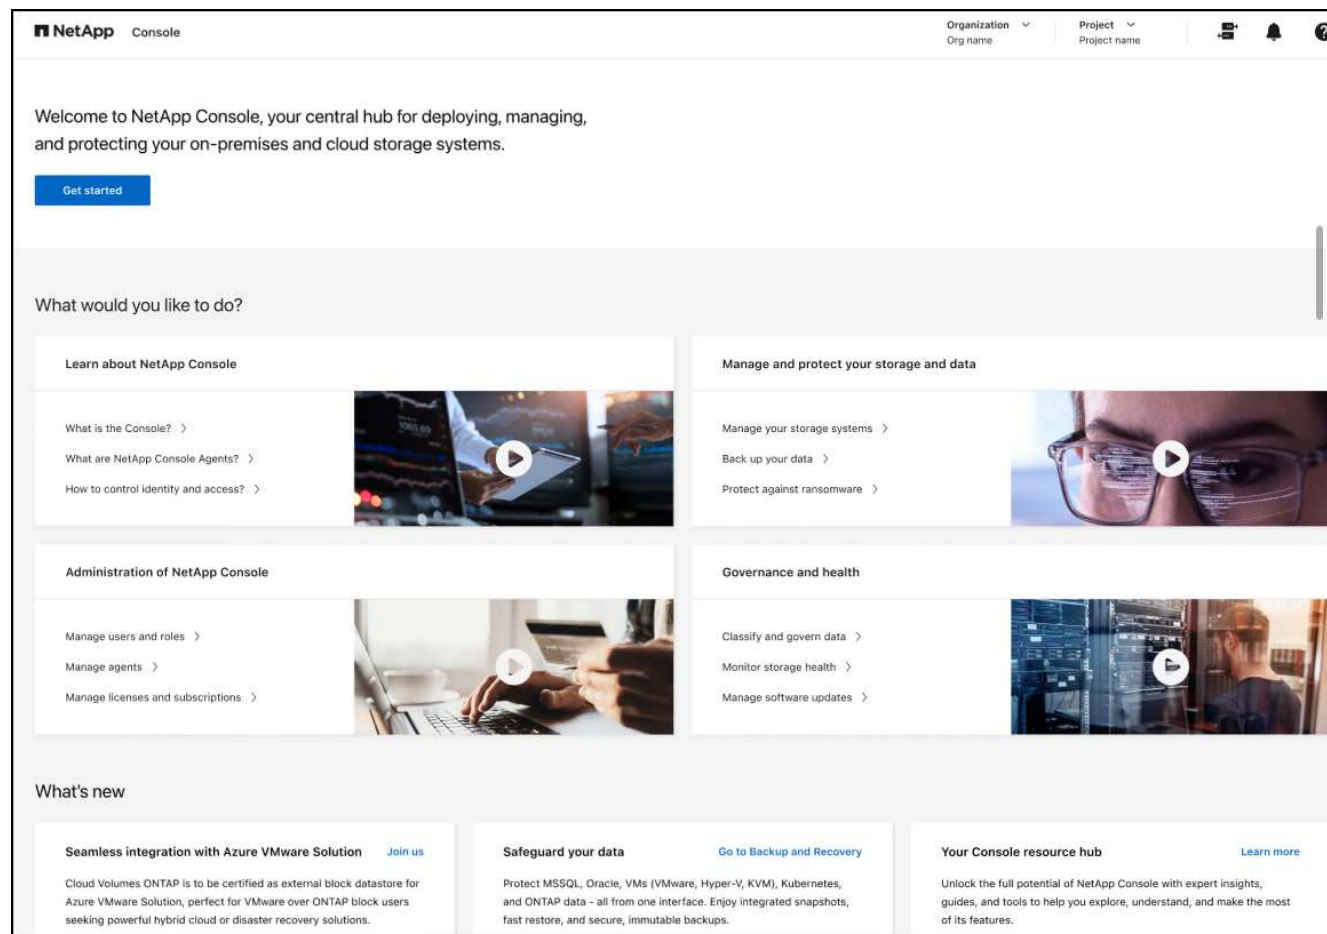 NetApp Console
Organization
Org name
Project
Project name
Welcome to NetApp Console, your central hub for deploying, managing,
and protecting your on-premises and cloud storage systems.
Get started
What would you like to do?
Learn about NetApp Console
What is the Console?
What are NetApp Console Agents?
How to control identity and access?
Manage and protect your storage and data
Manage your storage systems
Back up your data
Protect against ransomware
Administration of NetApp Console
Manage users and roles
Manage agents
Manage licenses and subscriptions
Governance and health
Classify and govern data
Monitor storage health
Manage software updates
What's new
Seamless integration with Azure VMware Solution Join us
Cloud Volumes ONTAP is to be certified as external block datastore for
Azure VMware Solution, perfect for VMware over ONTAP block users
seeking powerful hybrid cloud or disaster recovery solutions.
Safeguard your data Go to Backup and Recovery
Protect MSSQL, Oracle, VMs (VMware, Hyper-V, KVM), Kubernetes,
and ONTAP data - all from one interface. Enjoy integrated snapshots,
fast restore, and secure, immutable backups.
Your Console resource hub Learn more
Unlock the full potential of NetApp Console with expert insights,
guides, and tools to help you explore, understand, and make the most
of its features.